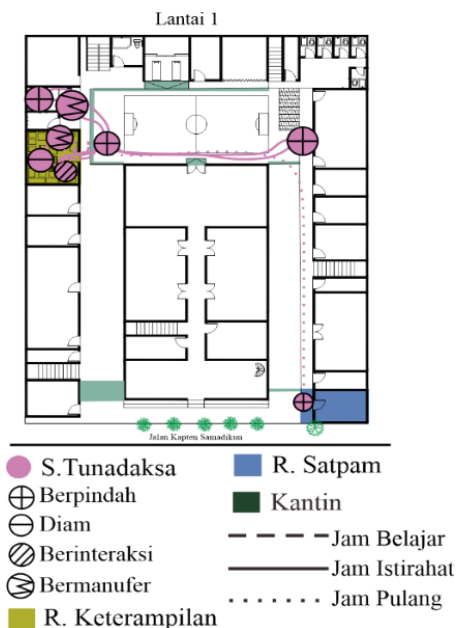 Lantai 1
Jalan Kapten Samadikun
S.Tunadaksa
Berpindah
Diam
Berinteraksi
Bermanufer
R. Keterampilan
R. Satpam
Kantin
Jam Belajar
Jam Istirahat
Jam Pulang